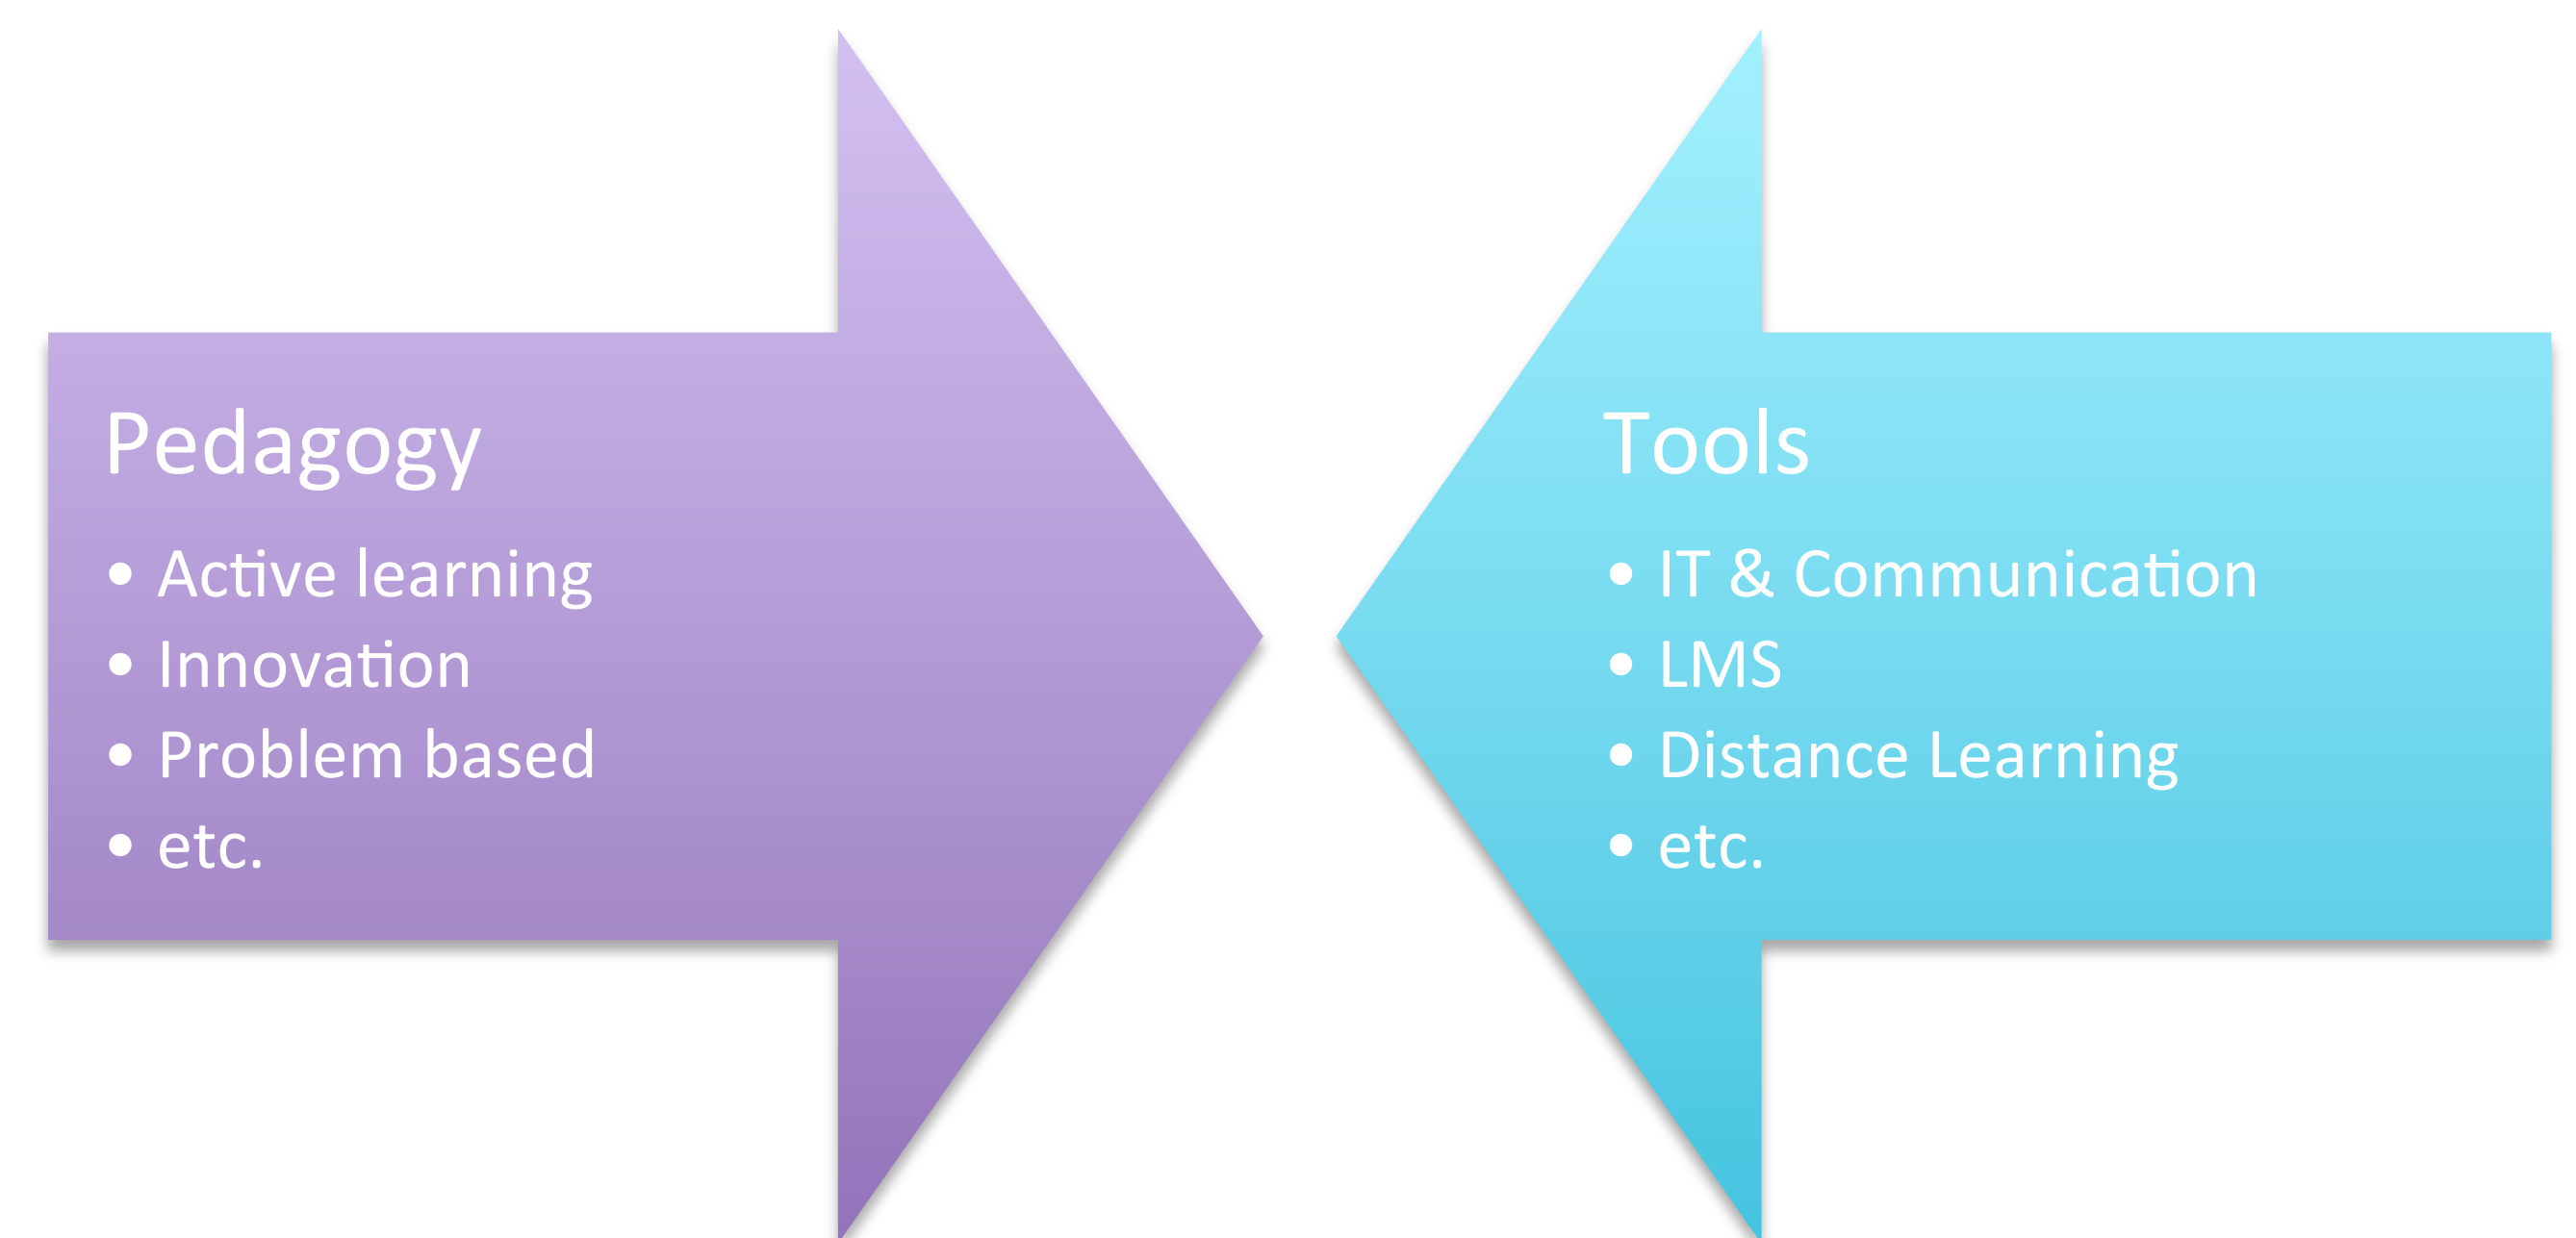 Pedagogy
• Active learning
• Innovation
• Problem based
• etc.
Tools
• IT & Communication
• LMS
• Distance Learning
• etc.